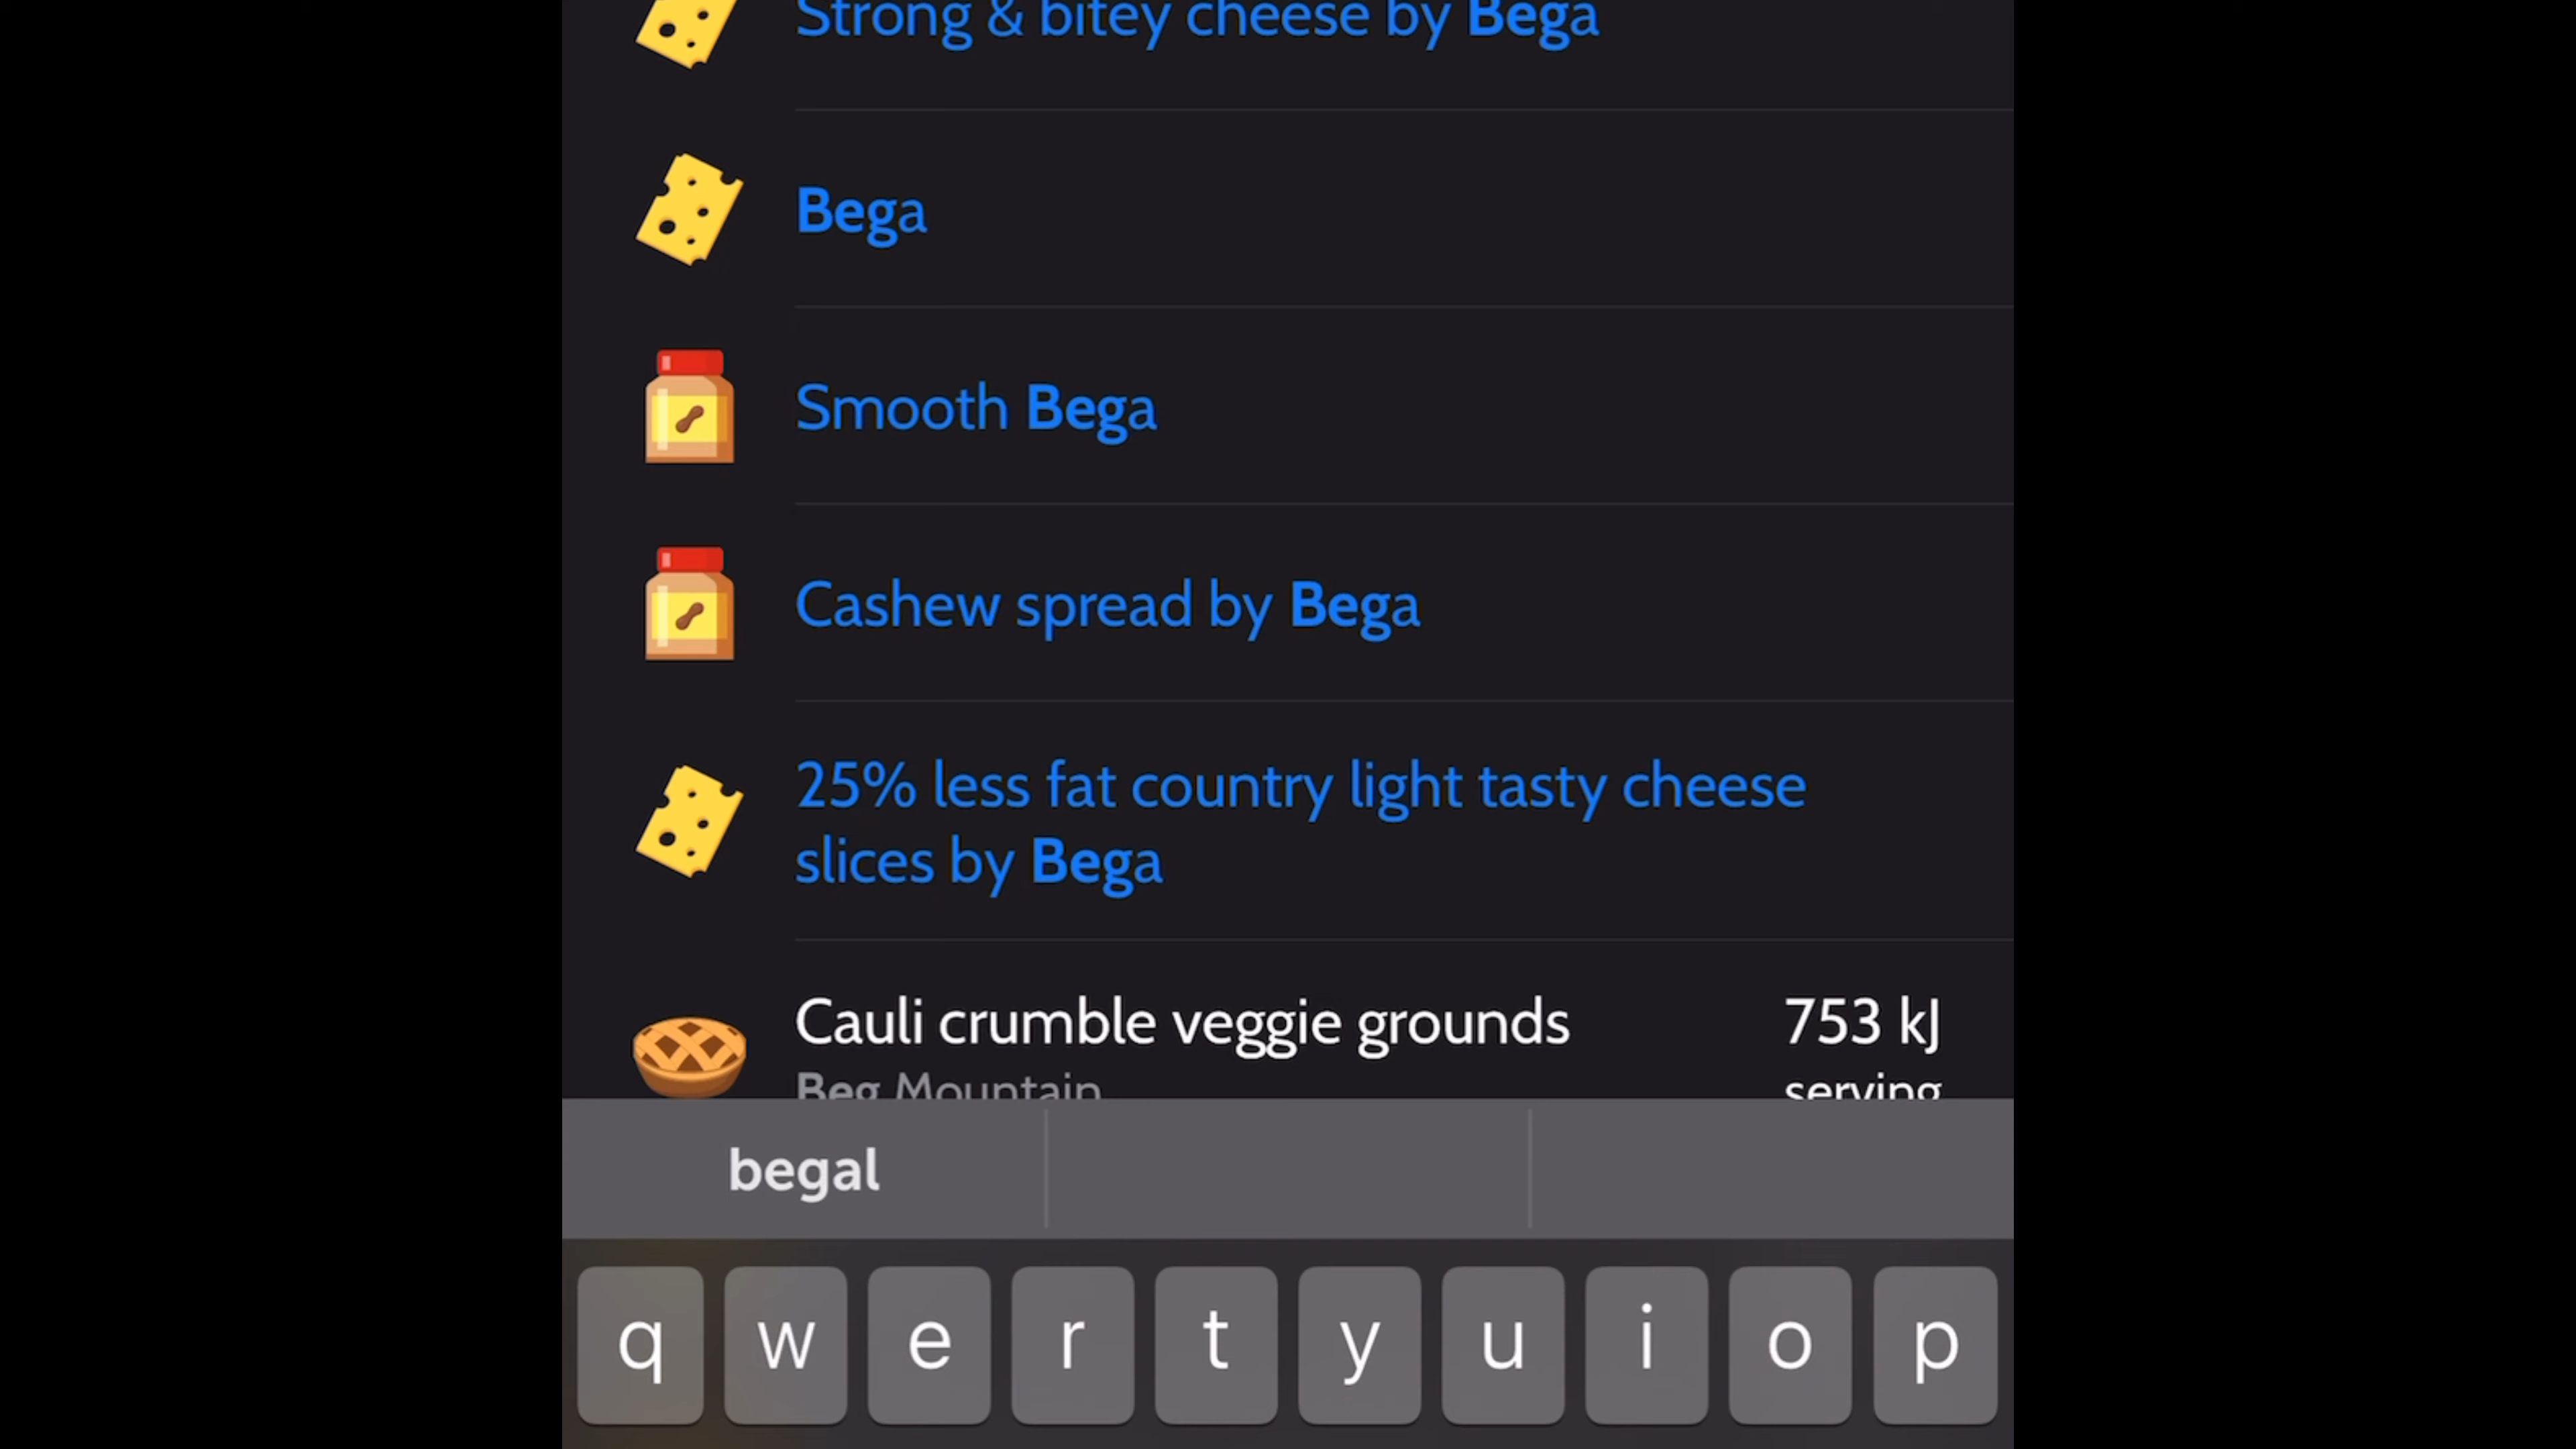 Strong & bitey cheese by Bega
Bega
Smooth Bega
Cashew spread by Bega
25% less fat country light tasty cheese
slices by Bega
Cauli crumble veggie grounds
753 kJ
Beg Mountain
serving
begal
q w e r t y u i o p